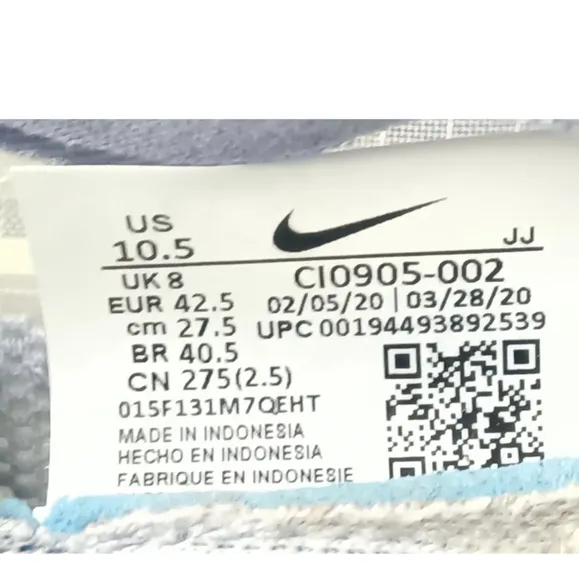 US
10.5
JJ
UK 8
CI0905-002
EUR 42.5
02/05/20 | 03/28/20
cm 27.5
UPC 00194493892539
BR 40.5
CN 275(2.5)
015F131M7QEHT
MADE IN INDONESIA
HECHO EN INDONESIA
FABRIQUE EN INDONESIE